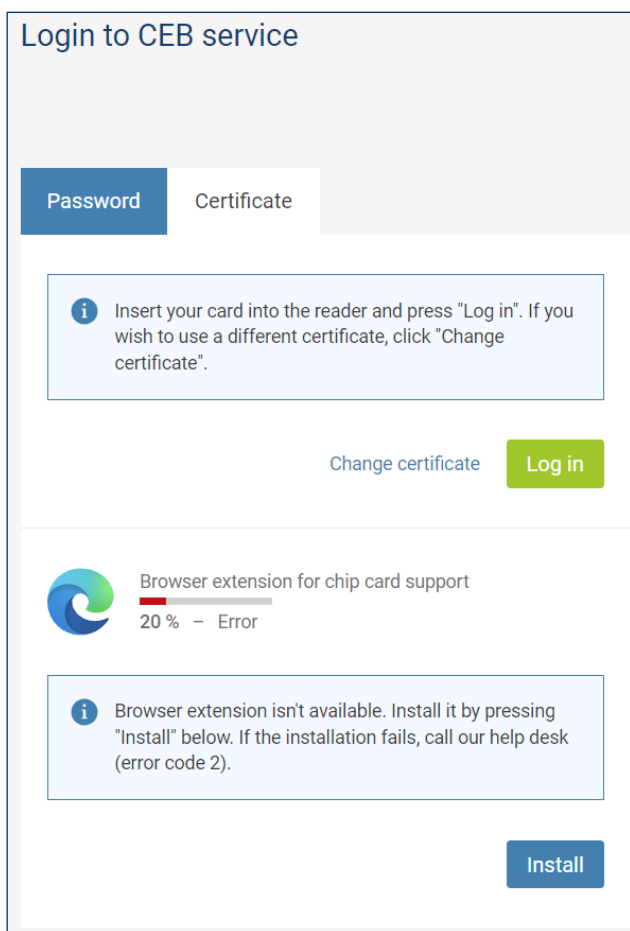 Login to CEB service
Password
Certificate
Insert your card into the reader and press "Log in". If you
wish to use a different certificate, click "Change
certificate".
Change certificate
Log in
Browser extension for chip card support
20 % – Error
Browser extension isn't available. Install it by pressing
"Install" below. If the installation fails, call our help desk
(error code 2).
Install